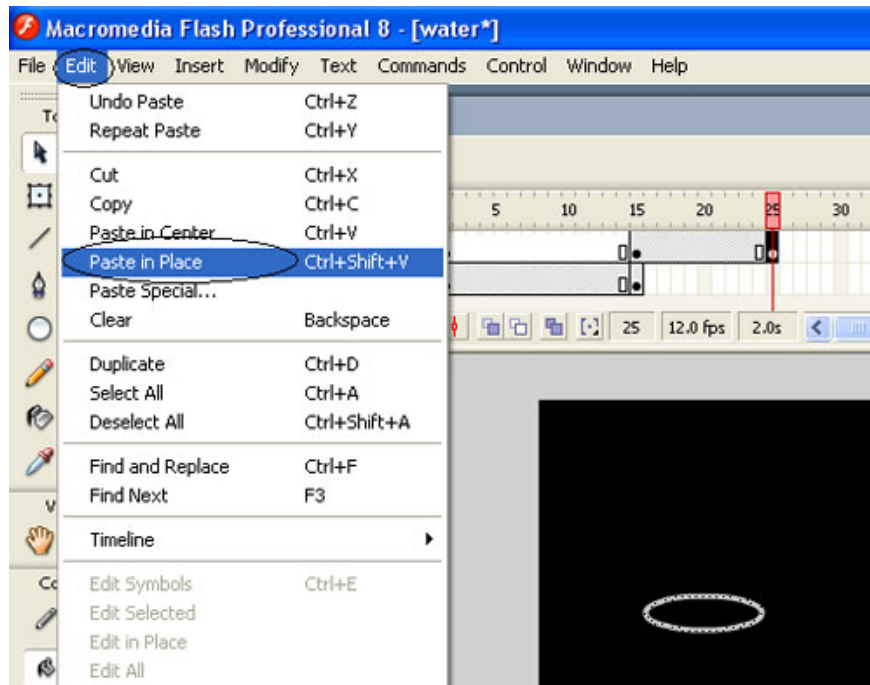 Macromedia Flash Professional 8 - [water*]
File Edit View Insert Modify Text Commands Control Window Help
Undo Paste Ctrl+Z
Repeat Paste Ctrl+Y
Cut Ctrl+X
Copy Ctrl+C
Paste in Center Ctrl+V
Paste in Place Ctrl+Shift+V
Paste Special...
Clear Backspace
Duplicate Ctrl+D
Select All Ctrl+A
Deselect All Ctrl+Shift+A
Find and Replace Ctrl+F
Find Next F3
Timeline
Edit Symbols Ctrl+E
Edit Selected
Edit in Place
Edit All
To
V
Co
5 10 15 20 25 30
25 12.0 fps 2.0s